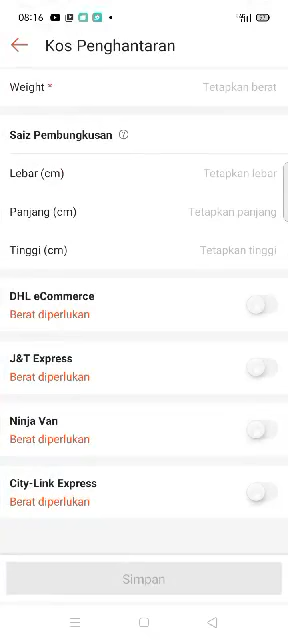 08:16
Kos Penghantaran
Weight * Tetapkan berat
Saiz Pembungkusan ?
Lebar (cm) Tetapkan lebar
Panjang (cm) Tetapkan panjang
Tinggi (cm) Tetapkan tinggi
DHL eCommerce
Berat diperlukan
J&T Express
Berat diperlukan
Ninja Van
Berat diperlukan
City-Link Express
Berat diperlukan
Simpan